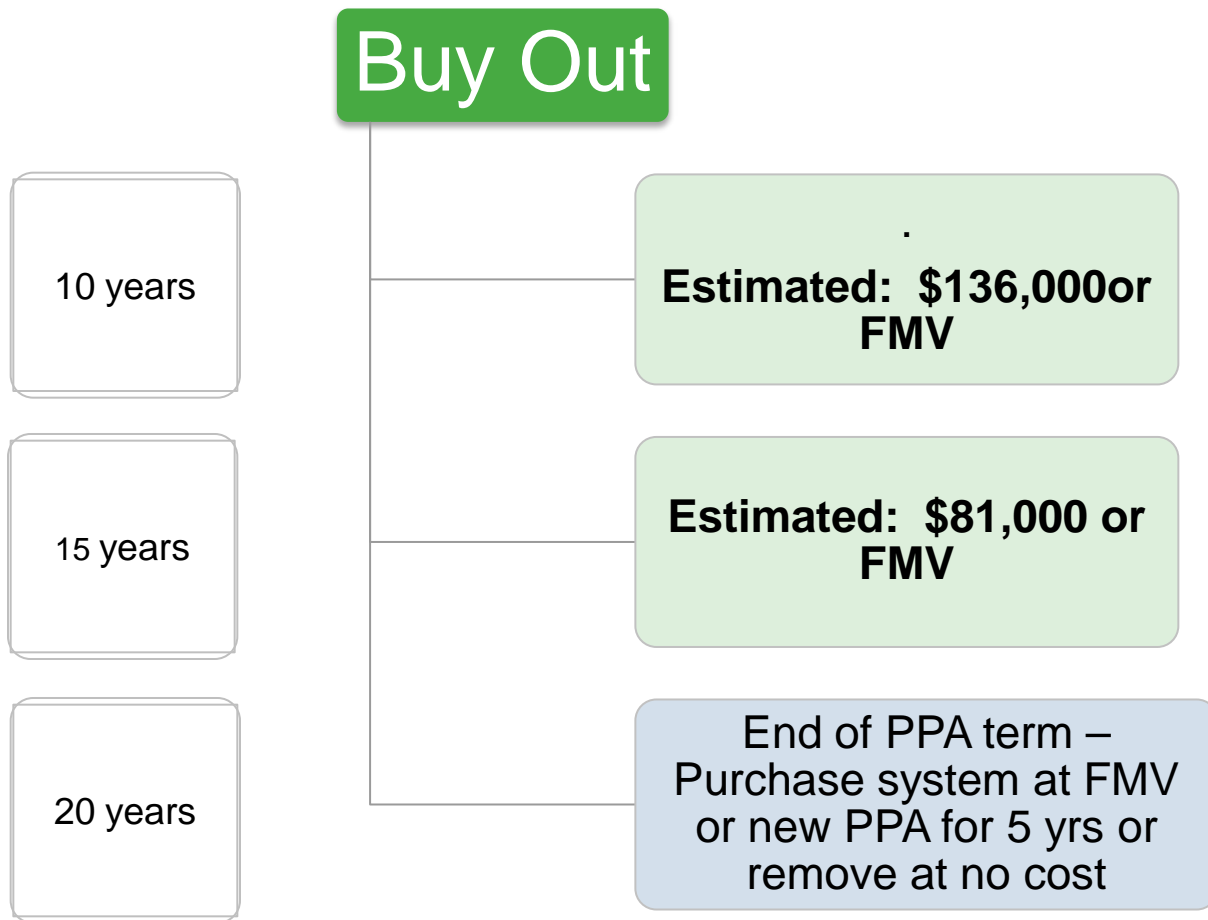 Buy Out
10 years
.
Estimated:  $136,000or
FMV
15 years
Estimated:  $81,000 or
FMV
20 years
End of PPA term –
Purchase system at FMV
or new PPA for 5 yrs or
remove at no cost